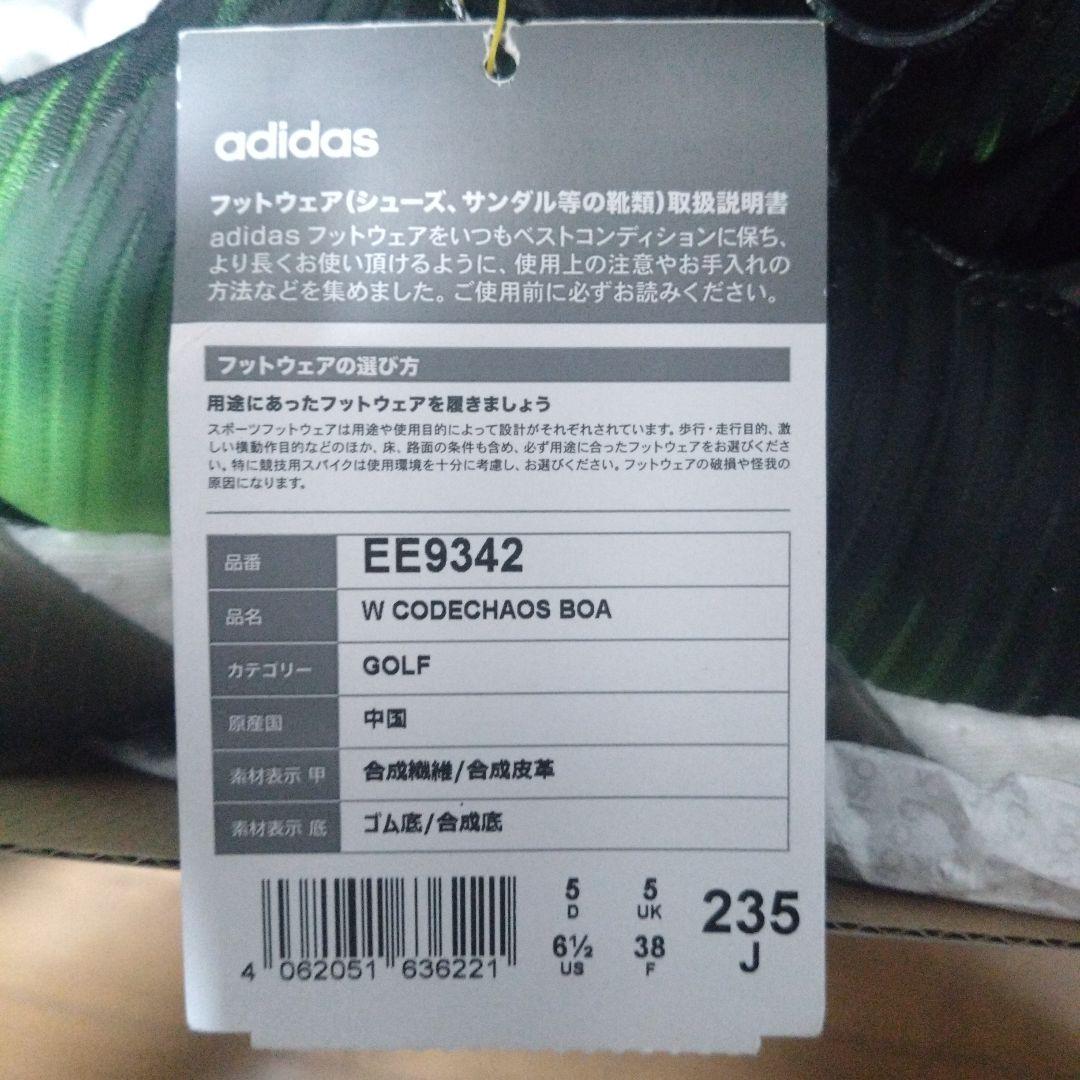 adidas
フットウェア(シューズ、サンダル等の靴類)取扱説明書
adidas フットウェアをいつもベストコンディションに保ち、
より長くお使い頂けるように、使用上の注意やお手入れの
方法などを集めました。ご使用前に必ずお読みください。
フットウェアの選び方
用途にあったフットウェアを履きましょう
スポーツフットウェアは用途や使用目的によって設計がそれぞれされています。歩行・走行目的、激
しい横動作目的などのほか、床、路面の条件も含め、必ず用途に合ったフットウェアをお選びくださ
い。特に競技用スパイクは使用環境を十分に考慮し、お選びください。フットウェアの破損や怪我の
原因になります。
品番 EE9342
品名 W CODECHAOS BOA
カテゴリー GOLF
原産国 中国
素材表示 甲 合成繊維/合成皮革
素材表示 底 ゴム底/合成底
5 5 235
D UK J
6½ 38
US F
4 062051 636221